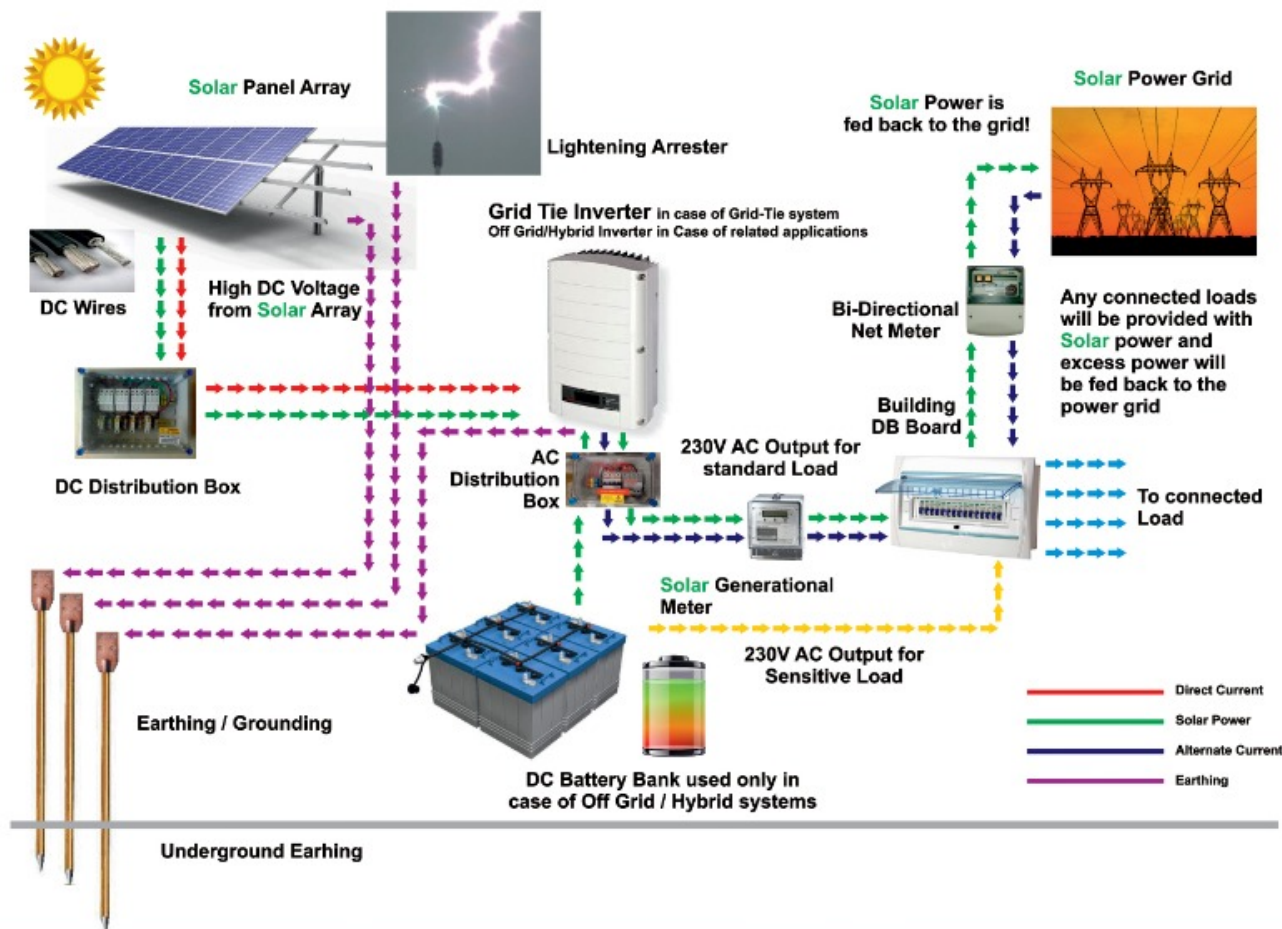 Solar Panel Array
Lightening Arrester
Solar Power is
fed back to the grid!
Solar Power Grid
Grid Tie Inverter in case of Grid-Tie system
Off Grid/Hybrid Inverter in Case of related applications
DC Wires
High DC Voltage
from Solar Array
Bi-Directional
Net Meter
Any connected loads
will be provided with
Solar power and
excess power will
be fed back to the
power grid
Building
DB Board
DC Distribution Box
AC
Distribution
Box
230V AC Output for
standard Load
To connected
Load
Solar Generational
Meter
230V AC Output for
Sensitive Load
Earthing / Grounding
DC Battery Bank used only in
case of Off Grid / Hybrid systems
Direct Current
Solar Power
Alternate Current
Earthing
Underground Earhing